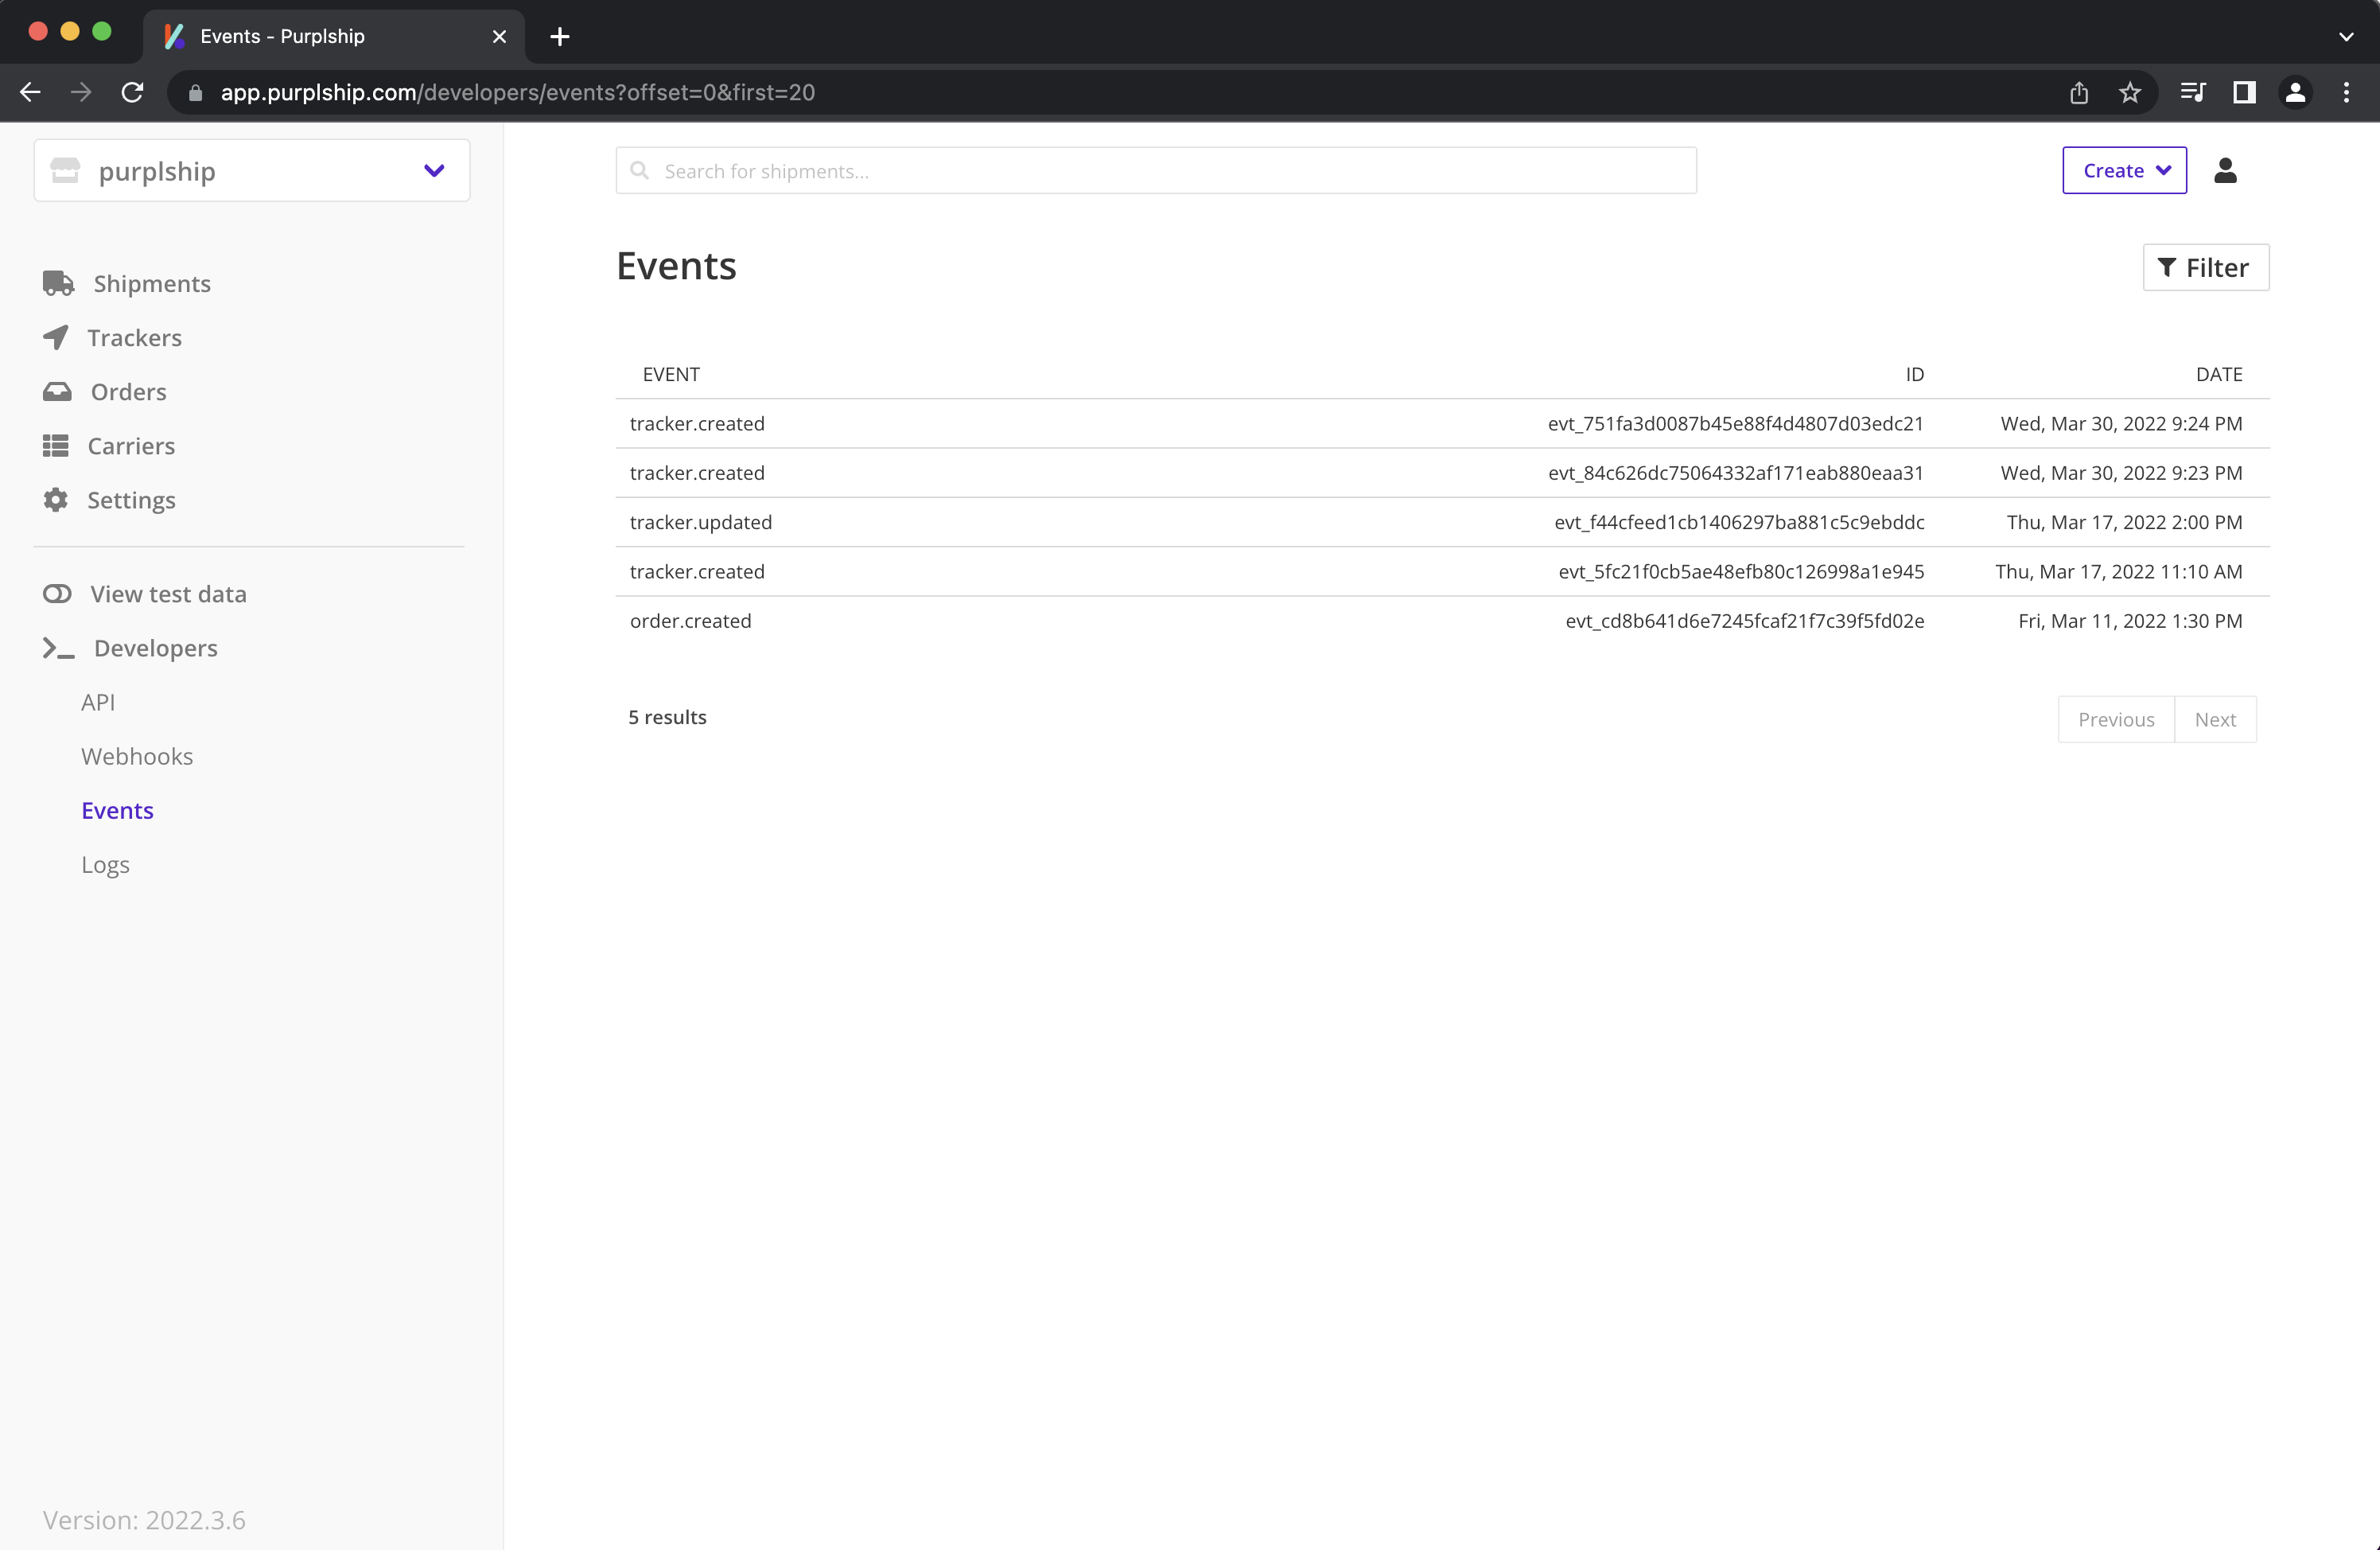 Events - Purplship
app.purplship.com/developers/events?offset=0&first=20
purplship
Search for shipments...
Create
Shipments
Trackers
Orders
Carriers
Settings
View test data
Developers
API
Webhooks
Events
Logs
Version: 2022.3.6
Events
Filter
EVENT ID DATE
tracker.created evt_751fa3d0087b45e88f4d4807d03edc21 Wed, Mar 30, 2022 9:24 PM
tracker.created evt_84c626dc75064332af171eab880eaa31 Wed, Mar 30, 2022 9:23 PM
tracker.updated evt_f44cfeed1cb1406297ba881c5c9ebddc Thu, Mar 17, 2022 2:00 PM
tracker.created evt_5fc21f0cb5ae48efb80c126998a1e945 Thu, Mar 17, 2022 11:10 AM
order.created evt_cd8b641d6e7245fcaf21f7c39f5fd02e Fri, Mar 11, 2022 1:30 PM
5 results
Previous Next